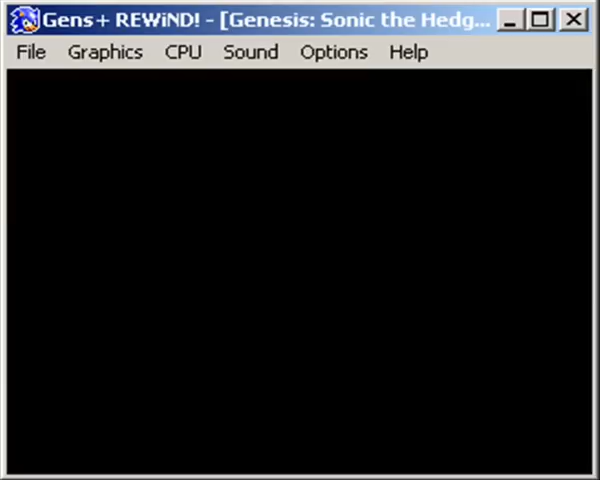 Gens+ REWiND! - [Genesis: Sonic the Hedg...
File Graphics CPU Sound Options Help